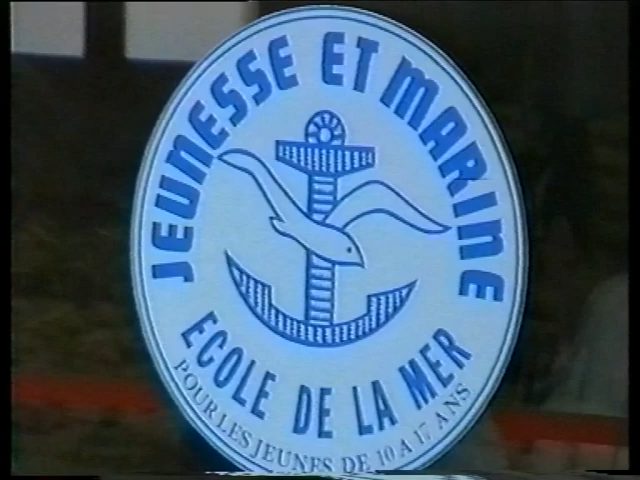 JEUNESSE ET MARINE
ECOLE DE LA MER
POUR LES JEUNES DE 10 A 17 ANS